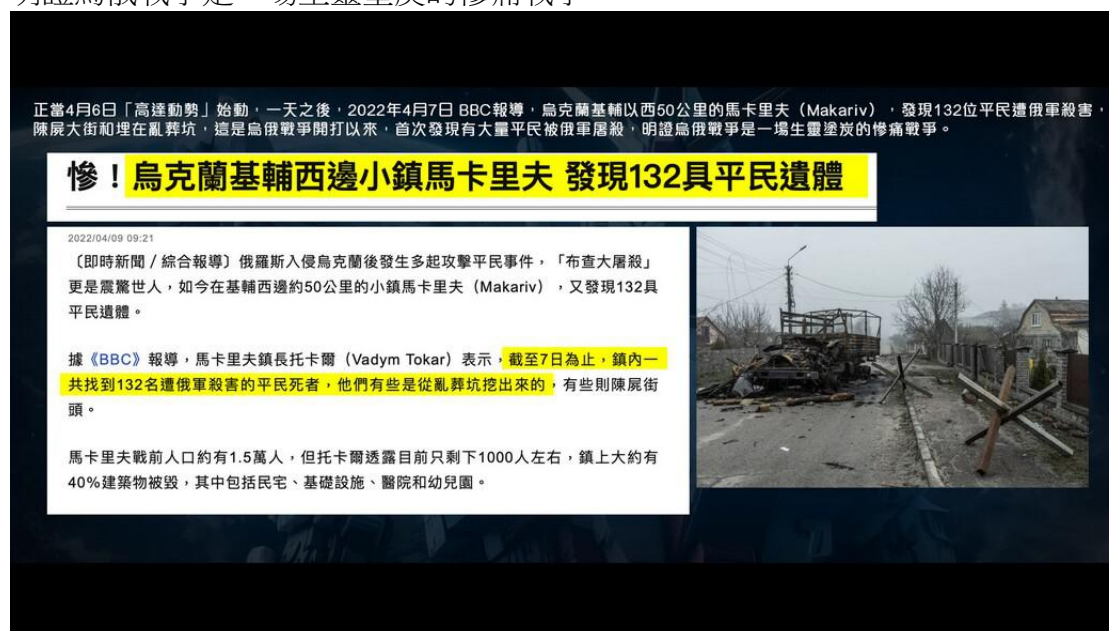 正當4月6日「高達動勢」始動，一天之後，2022年4月7日 BBC報導，烏克蘭基輔以西50公里的馬卡里夫（Makariv），發現132位平民遭俄軍殺害，
陳屍大街和埋在亂葬坑，這是烏俄戰爭開打以來，首次發現有大量平民被俄軍屠殺，明證烏俄戰爭是一場生靈塗炭的慘痛戰爭。
慘！烏克蘭基輔西邊小鎮馬卡里夫 發現132具平民遺體
2022/04/09 09:21
〔即時新聞／綜合報導〕俄羅斯入侵烏克蘭後發生多起攻擊平民事件，「布查大屠殺」
更是震驚世人，如今在基輔西邊約50公里的小鎮馬卡里夫（Makariv），又發現132具
平民遺體。
據《BBC》報導，馬卡里夫鎮長托卡爾（Vadym Tokar）表示，截至7日為止，鎮內一
共找到132名遭俄軍殺害的平民死者，他們有些是從亂葬坑挖出來的，有些則陳屍街
頭。
馬卡里夫戰前人口約有1.5萬人，但托卡爾透露目前只剩下1000人左右，鎮上大約有
40%建築物被毀，其中包括民宅、基礎設施、醫院和幼兒園。